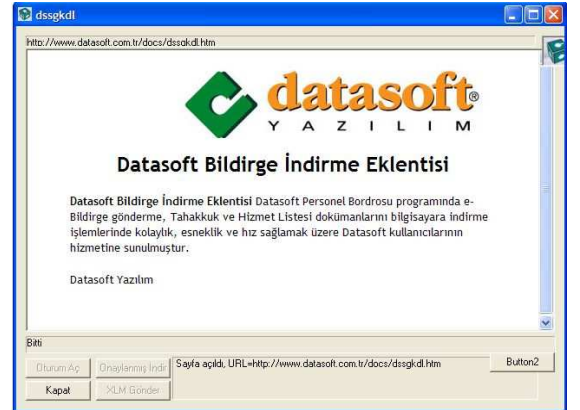 dssgkdl
http://www.datasoft.com.tr/docs/dssgkdl.htm
datasoft®
YAZILIM
Datasoft Bildirge İndirme Eklentisi
Datasoft Bildirge İndirme Eklentisi Datasoft Personel Bordrosu programında e-
Bildirge gönderme, Tahakkuk ve Hizmet Listesi dokümanlarını bilgisayara indirme
işlemlerinde kolaylık, esneklik ve hız sağlamak üzere Datasoft kullanıcılarının
hizmetine sunulmuştur.
Datasoft Yazılım
Bitti
Oturum Aç
Onaylanmış İndir
Sayfa açıldı, URL=http://www.datasoft.com.tr/docs/dssgkdl.htm
Button2
Kapat
XLM Gönder